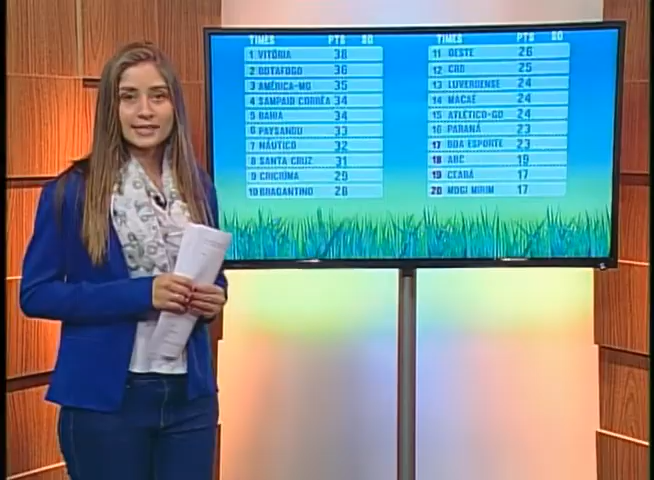 TIMES PTS SG
1 VITÓRIA 38
2 BOTAFOGO 36
3 AMÉRICA-MG 35
4 SAMPAIO CORRÊA 34
5 BAHIA 34
6 PAYSANDU 33
7 NÁUTICO 32
8 SANTA CRUZ 31
9 CRICIÚMA 29
10 BRAGANTINO 28
TIMES PTS SG
11 OESTE 26
12 CRB 25
13 LUVERDENSE 24
14 MACAÉ 24
15 ATLÉTICO-GO 24
16 PARANÁ 23
17 BOA ESPORTE 23
18 ABC 19
19 CEARÁ 17
20 MOGI MIRIM 17